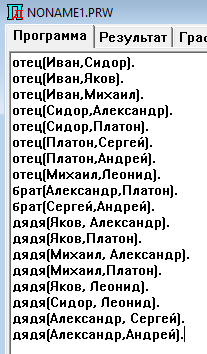 NONAME1.PRW
Программа
Результат
Граф
отец(Иван,Сидор).
отец(Иван,Яков).
отец(Иван,Михаил).
отец(Сидор,Александр).
отец(Сидор,Платон).
отец(Платон,Сергей).
отец(Платон,Андрей).
отец(Михаил,Леонид).
брат(Александр,Платон).
брат(Сергей,Андрей).
дядя(Яков, Александр).
дядя(Яков,Платон).
дядя(Михаил, Александр).
дядя(Михаил,Платон).
дядя(Яков, Леонид).
дядя(Сидор, Леонид).
дядя(Александр, Сергей).
дядя(Александр,Андрей).